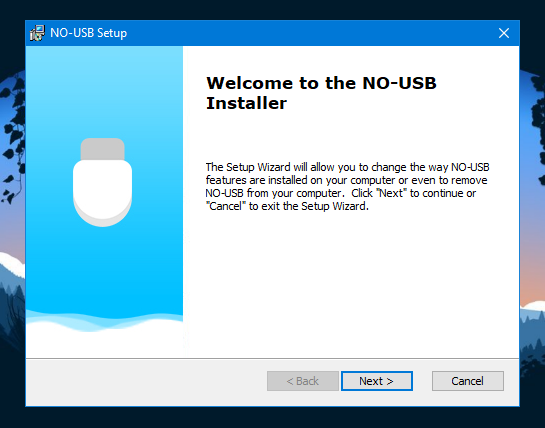 NO-USB Setup
Welcome to the NO-USB
Installer
The Setup Wizard will allow you to change the way NO-USB
features are installed on your computer or even to remove
NO-USB from your computer.  Click "Next" to continue or
"Cancel" to exit the Setup Wizard.
< Back
Next >
Cancel